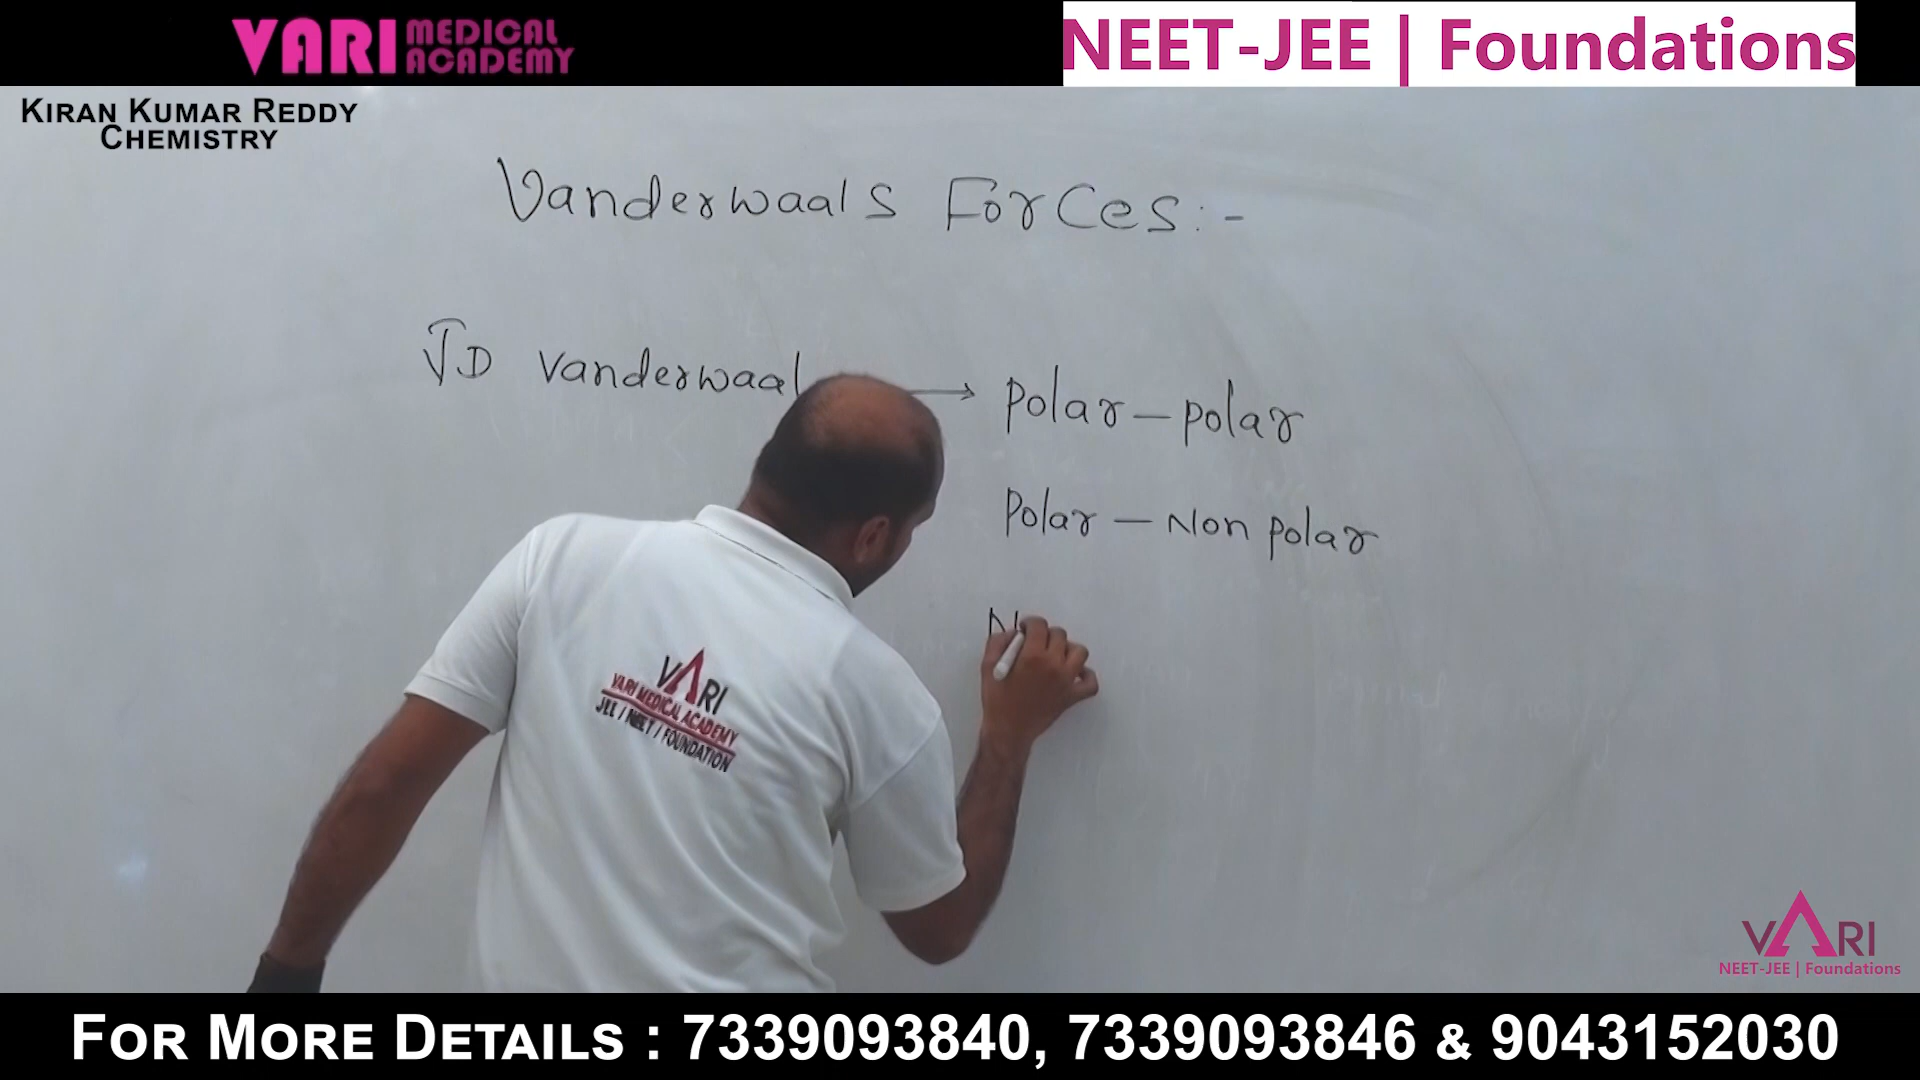 VARI MEDICAL ACADEMY
NEET-JEE | Foundations
KIRAN KUMAR REDDY
CHEMISTRY
Vanderwaals Forces:-
JD Vanderwaal → Polar – polar
Polar – Non polar
N
VARI
VARI MEDICAL ACADEMY
JEE / NEET / FOUNDATION
VARI
NEET-JEE | Foundations
FOR MORE DETAILS : 7339093840, 7339093846 & 9043152030